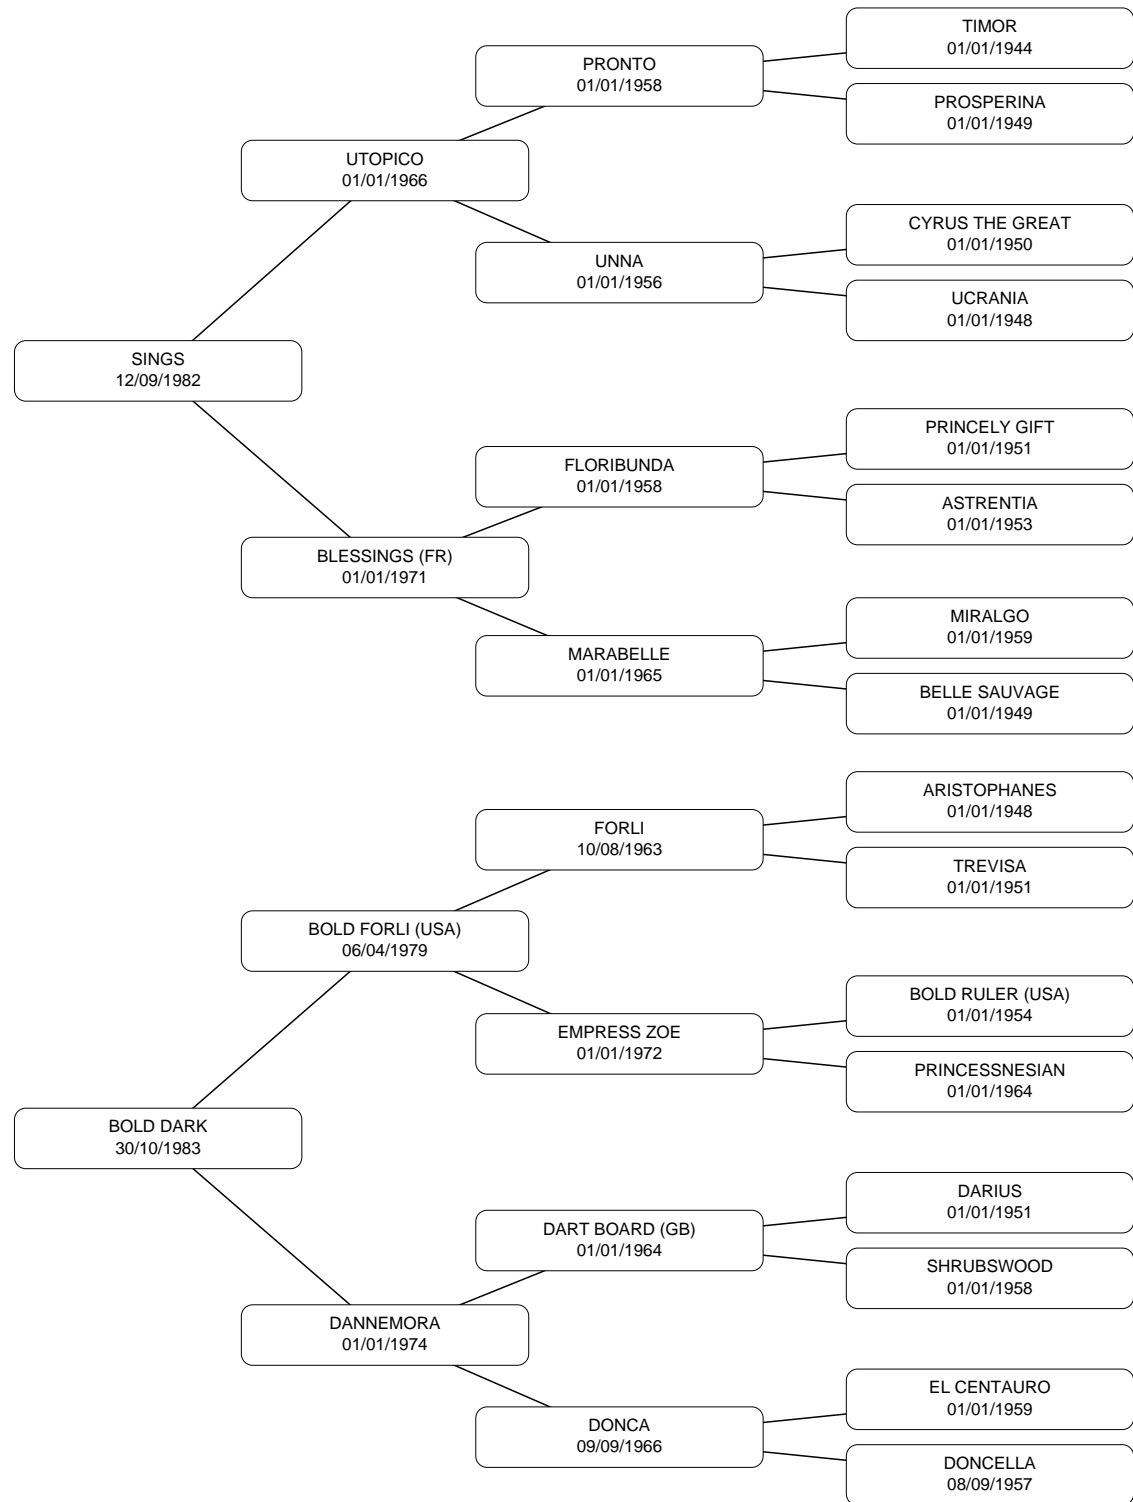 TIMOR
01/01/1944
PRONTO
01/01/1958
PROSPERINA
01/01/1949
UTOPICO
01/01/1966
CYRUS THE GREAT
01/01/1950
UNNA
01/01/1956
UCRANIA
01/01/1948
SINGS
12/09/1982
PRINCELY GIFT
01/01/1951
FLORIBUNDA
01/01/1958
ASTRENTIA
01/01/1953
BLESSINGS (FR)
01/01/1971
MIRALGO
01/01/1959
MARABELLE
01/01/1965
BELLE SAUVAGE
01/01/1949
ARISTOPHANES
01/01/1948
FORLI
10/08/1963
TREVISA
01/01/1951
BOLD FORLI (USA)
06/04/1979
BOLD RULER (USA)
01/01/1954
EMPRESS ZOE
01/01/1972
PRINCESSNESIAN
01/01/1964
BOLD DARK
30/10/1983
DARIUS
01/01/1951
DART BOARD (GB)
01/01/1964
SHRUBSWOOD
01/01/1958
DANNEMORA
01/01/1974
EL CENTAURO
01/01/1959
DONCA
09/09/1966
DONCELLA
08/09/1957